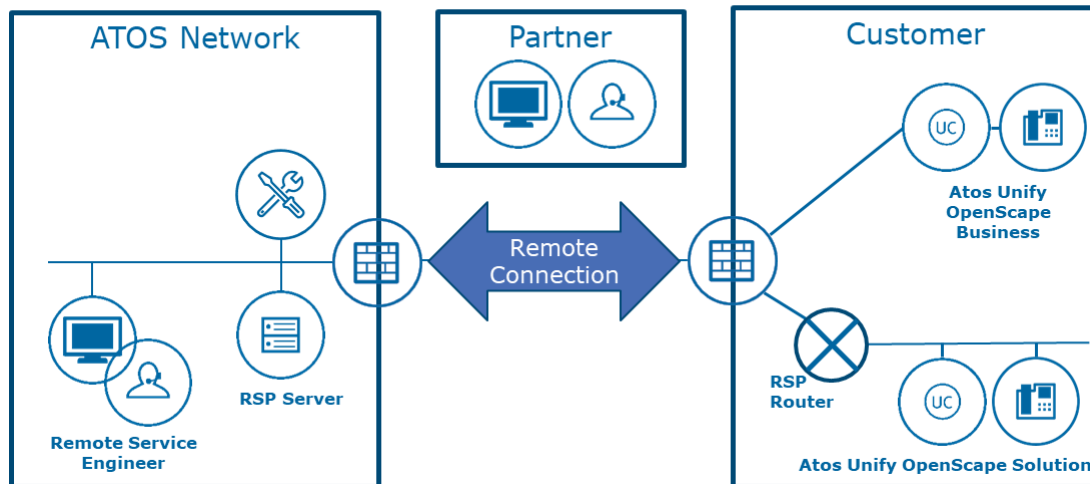 ATOS Network
Partner
Customer
UC
Atos Unify
OpenScape
Business
Remote
Connection
RSP Server
RSP
Router
UC
Remote Service
Engineer
Atos Unify OpenScape Solution